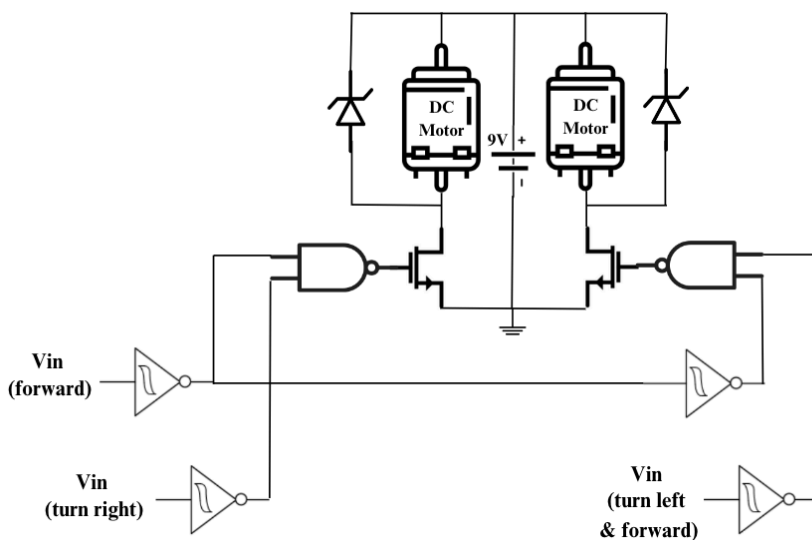 DC
Motor
9V +
-
DC
Motor
Vin
(forward)
Vin
(turn right)
Vin
(turn left
& forward)